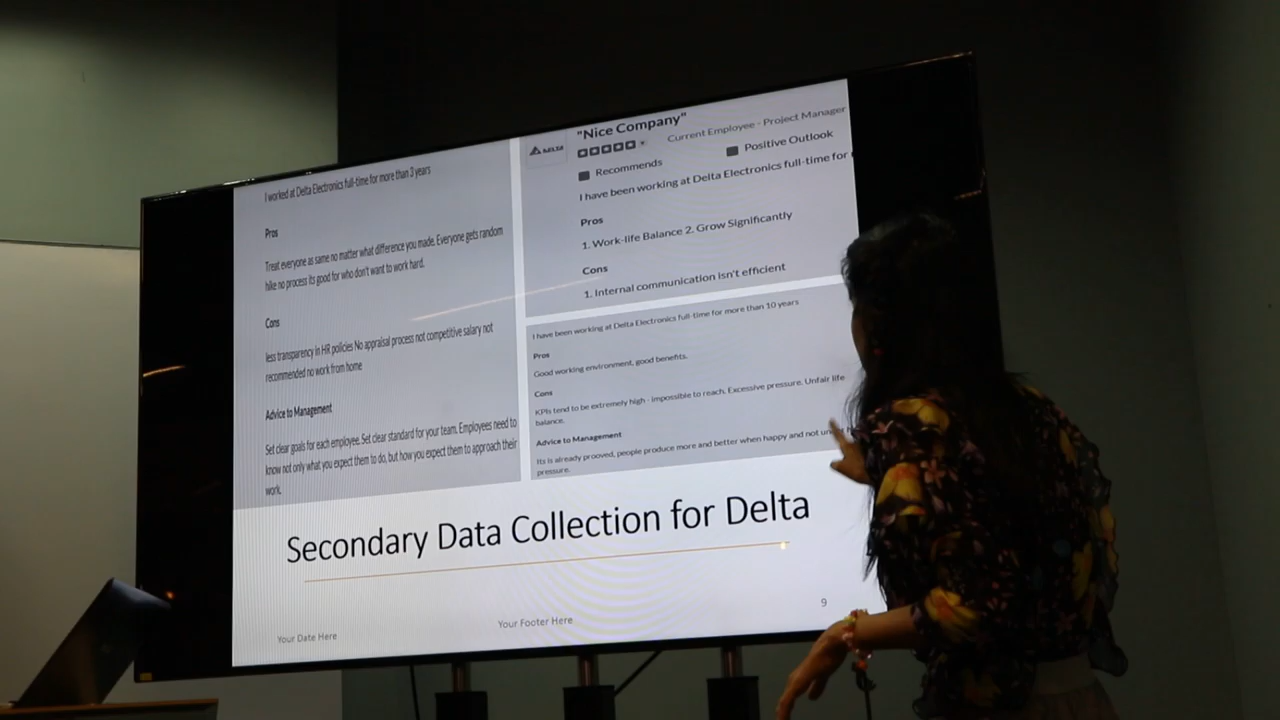 I worked at Delta Electronics full-time for more than 3 years
Pros
Treat everyone as same no matter what difference you made. Everyone gets random
hike no process its good for who don't want to work hard.
Cons
less transparency in HR policies No appraisal process not competitive salary not
recommended no work from home
Advice to Management
Set clear goals for each employee. Set clear standard for your team. Employees need to
know not only what you expect them to do, but how you expect them to approach their
work.
DELTA
"Nice Company"
Current Employee - Project Manager
Recommends
Positive Outlook
I have been working at Delta Electronics full-time for
Pros
1. Work-life Balance 2. Grow Significantly
Cons
1. Internal communication isn't efficient
I have been working at Delta Electronics full-time for more than 10 years
Pros
Good working environment, good benefits.
Cons
KPIs tend to be extremely high - impossible to reach. Excessive pressure. Unfair life
balance.
Advice to Management
Its is already prooved, people produce more and better when happy and not
pressure.
Secondary Data Collection for Delta
Your Date Here
Your Footer Here
9